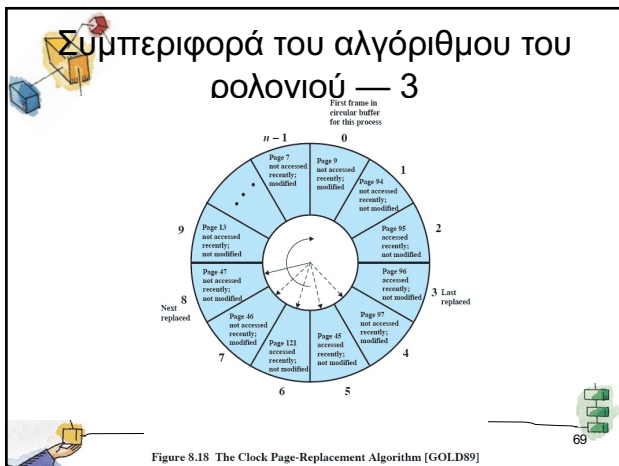 Συμπεριφορά του αλγόριθμου του
ρολογιού — 3
First frame in
circular buffer
for this process
n – 1
0
Page 7
not accessed
recently;
modified
Page 9
not accessed
recently;
modified
1
Page 94
not accessed
recently;
not modified
2
Page 95
accessed
recently;
not modified
3
Last
replaced
Page 96
accessed
recently;
not modified
4
Page 97
not accessed
recently;
modified
5
Page 45
accessed
recently;
not modified
6
Page 121
accessed
recently;
not modified
7
Page 46
not accessed
recently;
modified
8
Next
replaced
Page 47
not accessed
recently;
not modified
9
Page 13
not accessed
recently;
not modified
69
Figure 8.18 The Clock Page-Replacement Algorithm [GOLD89]